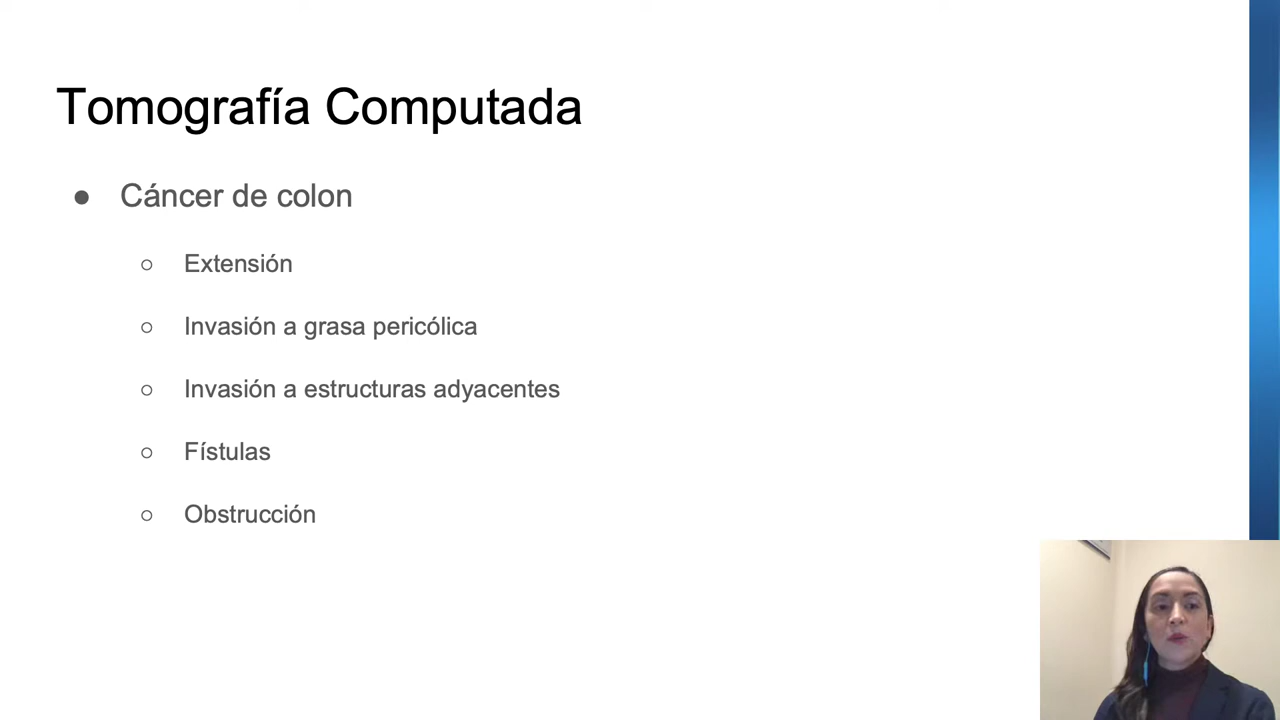 Tomografía Computada
● Cáncer de colon
○ Extensión
○ Invasión a grasa pericólica
○ Invasión a estructuras adyacentes
○ Fístulas
○ Obstrucción